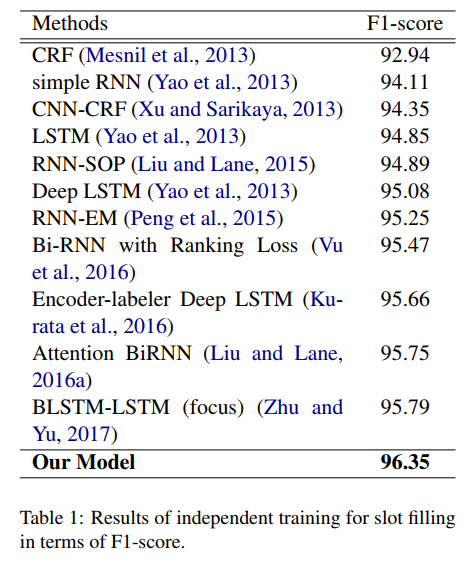 Methods F1-score
CRF (Mesnil et al., 2013) 92.94
simple RNN (Yao et al., 2013) 94.11
CNN-CRF (Xu and Sarikaya, 2013) 94.35
LSTM (Yao et al., 2013) 94.85
RNN-SOP (Liu and Lane, 2015) 94.89
Deep LSTM (Yao et al., 2013) 95.08
RNN-EM (Peng et al., 2015) 95.25
Bi-RNN with Ranking Loss (Vu 95.47
et al., 2016)
Encoder-labeler Deep LSTM (Ku- 95.66
rata et al., 2016)
Attention BiRNN (Liu and Lane, 95.75
2016a)
BLSTM-LSTM (focus) (Zhu and 95.79
Yu, 2017)
Our Model 96.35
Table 1: Results of independent training for slot filling
in terms of F1-score.